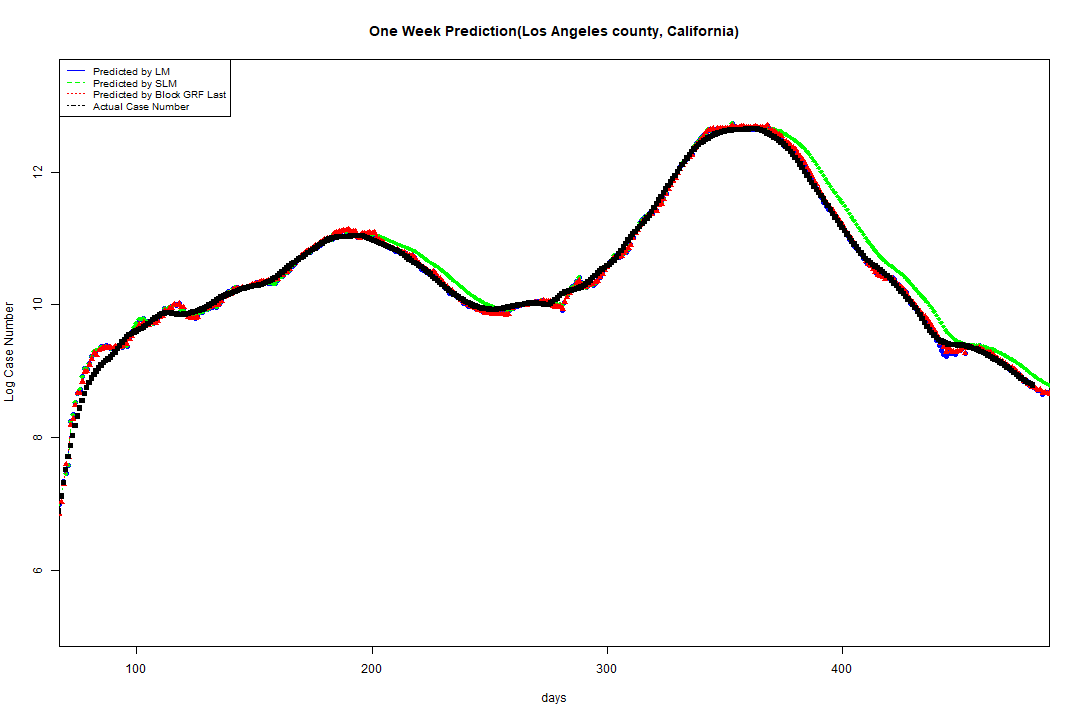 One Week Prediction(Los Angeles county, California)
Predicted by LM
Predicted by SLM
Predicted by Block GRF Last
Actual Case Number
12
10
8
6
Log Case Number
100
200
300
400
days